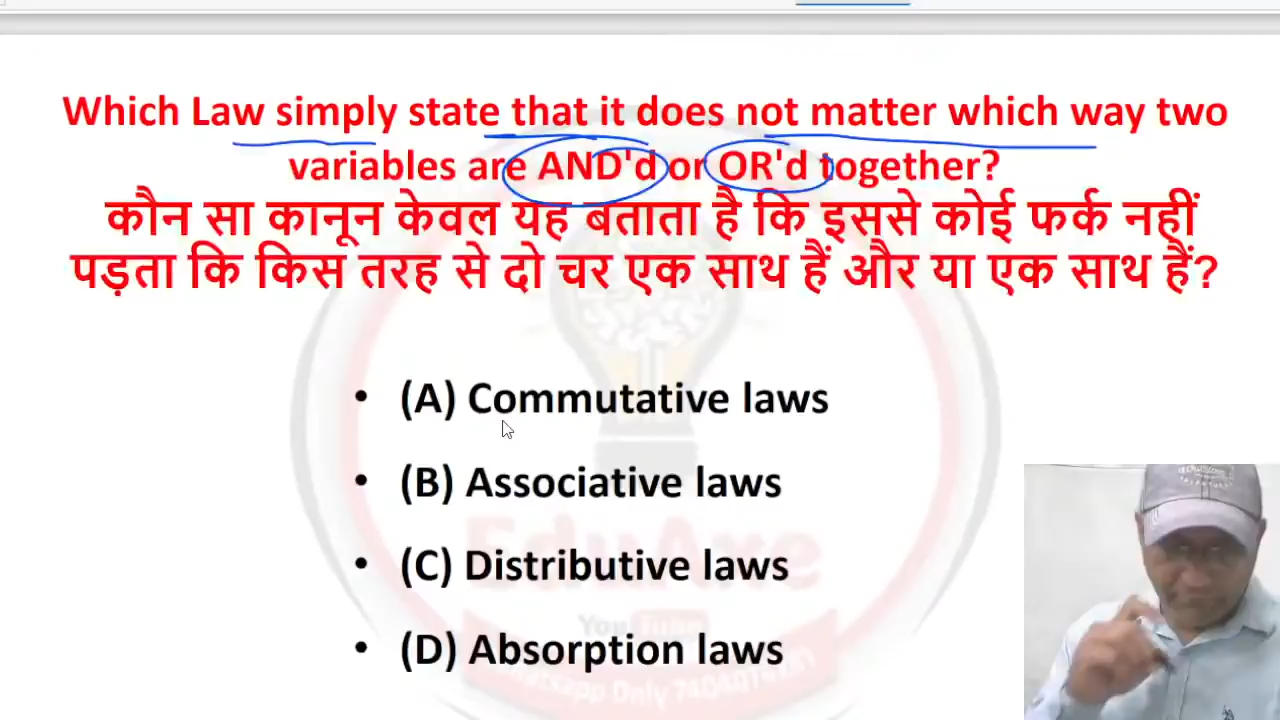 Which Law simply state that it does not matter which way two
variables are AND'd or OR'd together?
कौन सा कानून केवल यह बताता है कि इससे कोई फर्क नहीं
पड़ता कि किस तरह से दो चर एक साथ हैं और या एक साथ हैं?
• (A) Commutative laws
• (B) Associative laws
• (C) Distributive laws
• (D) Absorption laws
EduAre
YouTube